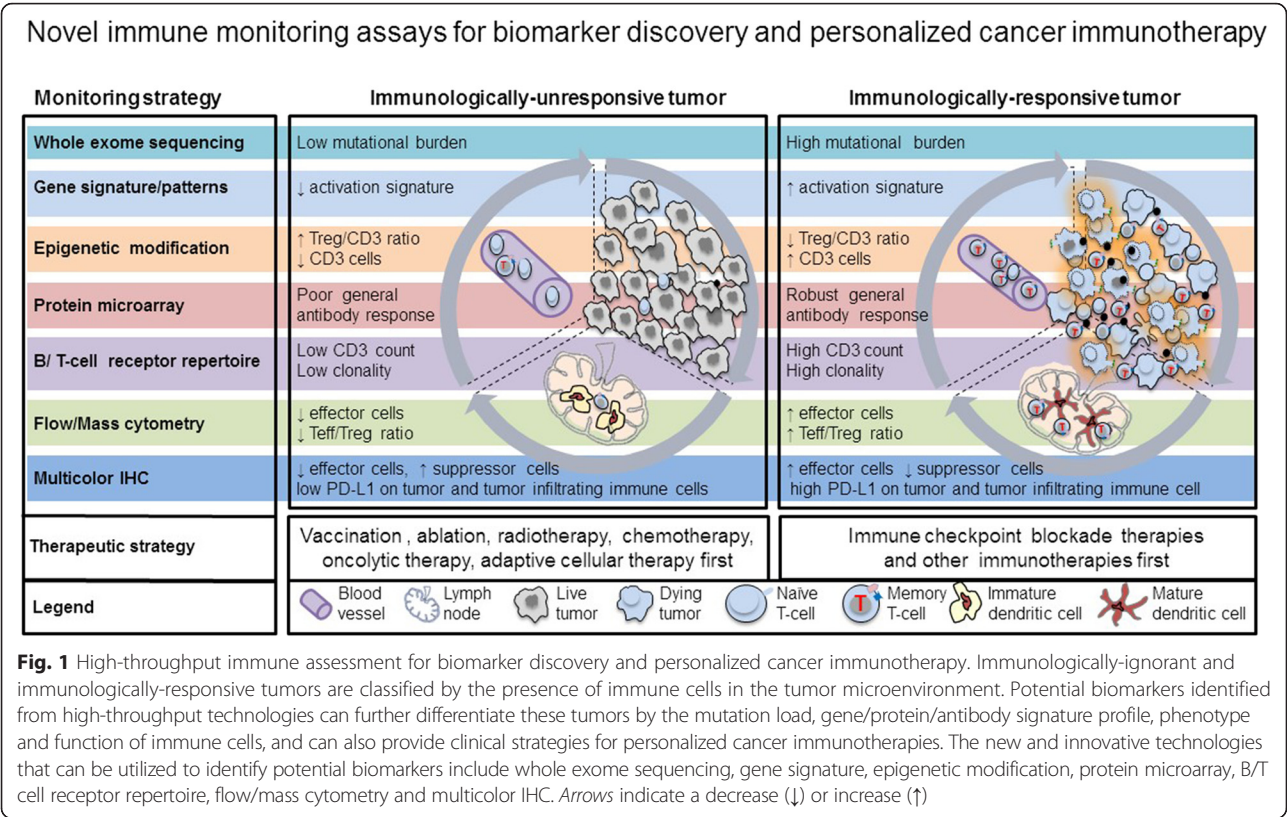 Novel immune monitoring assays for biomarker discovery and personalized cancer immunotherapy
Monitoring strategy
Immunologically-unresponsive tumor
Immunologically-responsive tumor
Whole exome sequencing
Low mutational burden
High mutational burden
Gene signature/patterns
↓ activation signature
↑ activation signature
Epigenetic modification
↑ Treg/CD3 ratio
↓ CD3 cells
↓ Treg/CD3 ratio
↑ CD3 cells
Protein microarray
Poor general
antibody response
Robust general
antibody response
B/ T-cell receptor repertoire
Low CD3 count
Low clonality
High CD3 count
High clonality
Flow/Mass cytometry
↓ effector cells
↓ Teff/Treg ratio
↑ effector cells
↑ Teff/Treg ratio
Multicolor IHC
↓ effector cells, ↑ suppressor cells
low PD-L1 on tumor and tumor infiltrating immune cells
↑ effector cells ↓ suppressor cells
high PD-L1 on tumor and tumor infiltrating immune cell
Therapeutic strategy
Vaccination , ablation, radiotherapy, chemotherapy,
oncolytic therapy, adaptive cellular therapy first
Immune checkpoint blockade therapies
and other immunotherapies first
Legend
Blood
vessel
Lymph
node
Live
tumor
Dying
tumor
Naïve
T-cell
T
Memory
T-cell
Immature
dendritic cell
Mature
dendritic cell
Fig. 1 High-throughput immune assessment for biomarker discovery and personalized cancer immunotherapy. Immunologically-ignorant and
immunologically-responsive tumors are classified by the presence of immune cells in the tumor microenvironment. Potential biomarkers identified
from high-throughput technologies can further differentiate these tumors by the mutation load, gene/protein/antibody signature profile, phenotype
and function of immune cells, and can also provide clinical strategies for personalized cancer immunotherapies. The new and innovative technologies
that can be utilized to identify potential biomarkers include whole exome sequencing, gene signature, epigenetic modification, protein microarray, B/T
cell receptor repertoire, flow/mass cytometry and multicolor IHC. Arrows indicate a decrease (↓) or increase (↑)